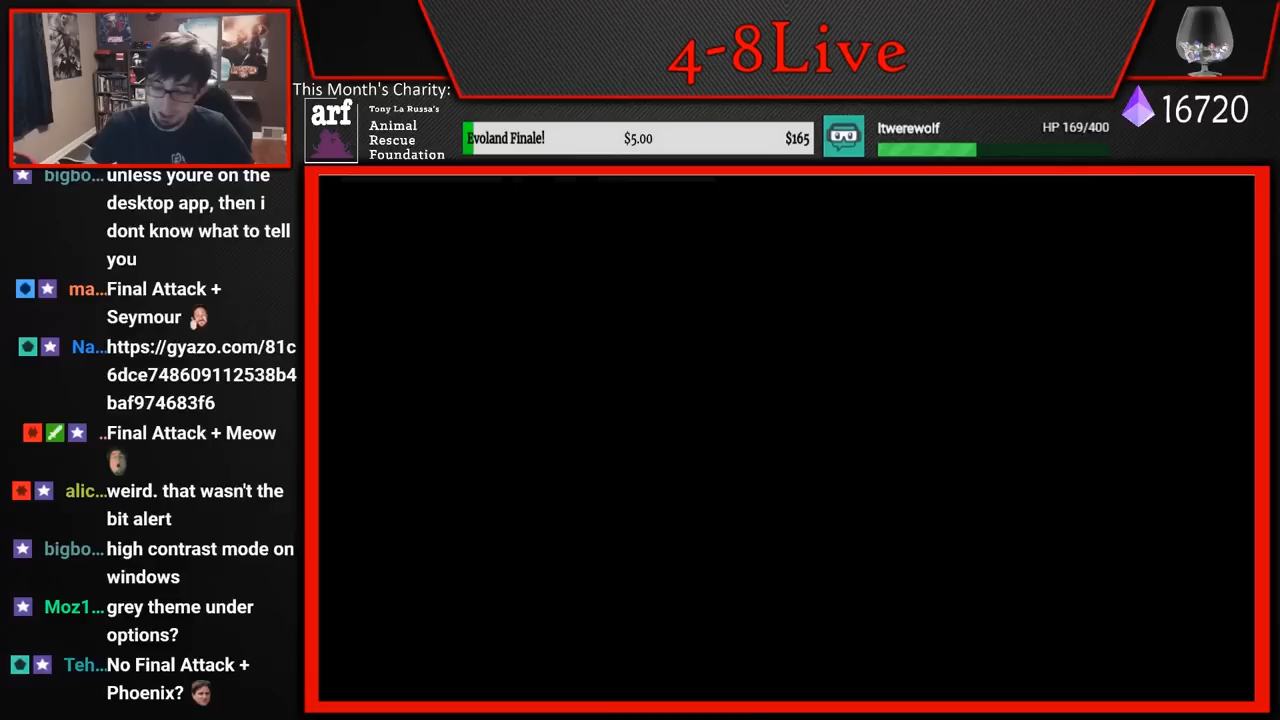 4-8Live
This Month's Charity:
arf
Tony La Russa's
Animal
Rescue
Foundation
Evoland Finale!
$5.00
$165
Itwerewolf
HP 169/400
16720
bigbo... unless youre on the
desktop app, then i
dont know what to tell
you
ma... Final Attack +
Seymour
Na... https://gyazo.com/81c
6dce748609112538b4
baf974683f6
.. Final Attack + Meow
alic... weird. that wasn't the
bit alert
bigbo... high contrast mode on
windows
Moz1... grey theme under
options?
Teh... No Final Attack +
Phoenix?